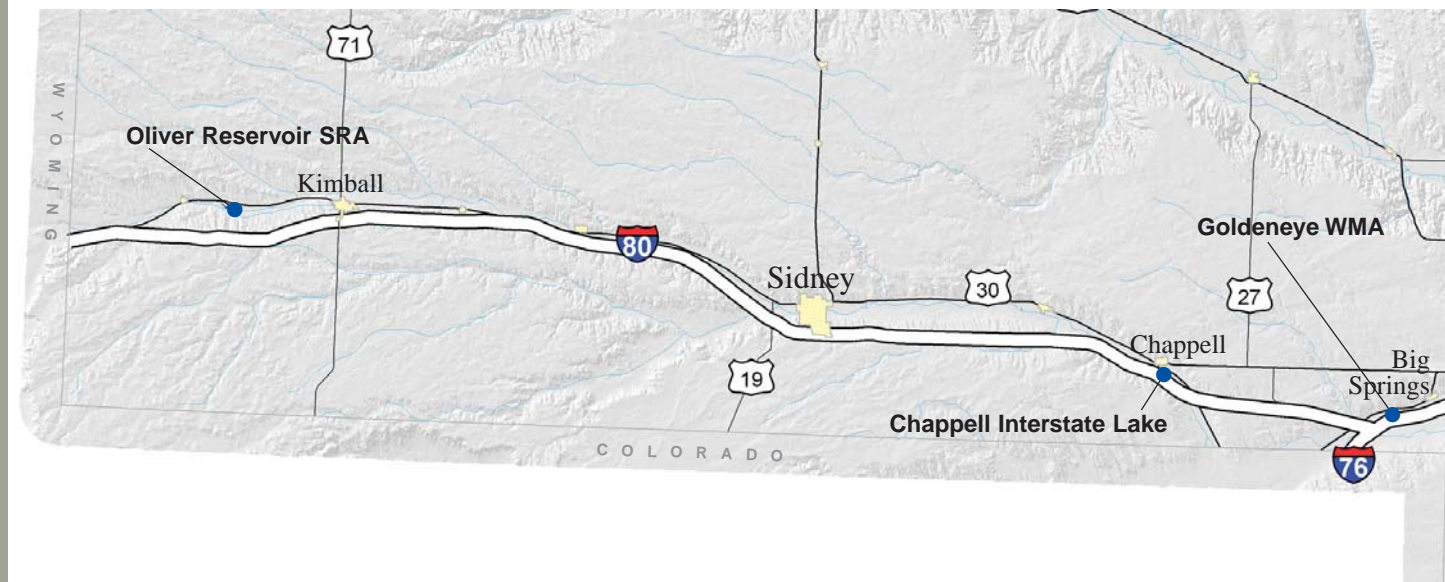 71
WYOMING
Oliver Reservoir SRA
Kimball
80
Goldeneye WMA
Sidney
30
27
Chappell
Big
Springs
19
Chappell Interstate Lake
COLORADO
76